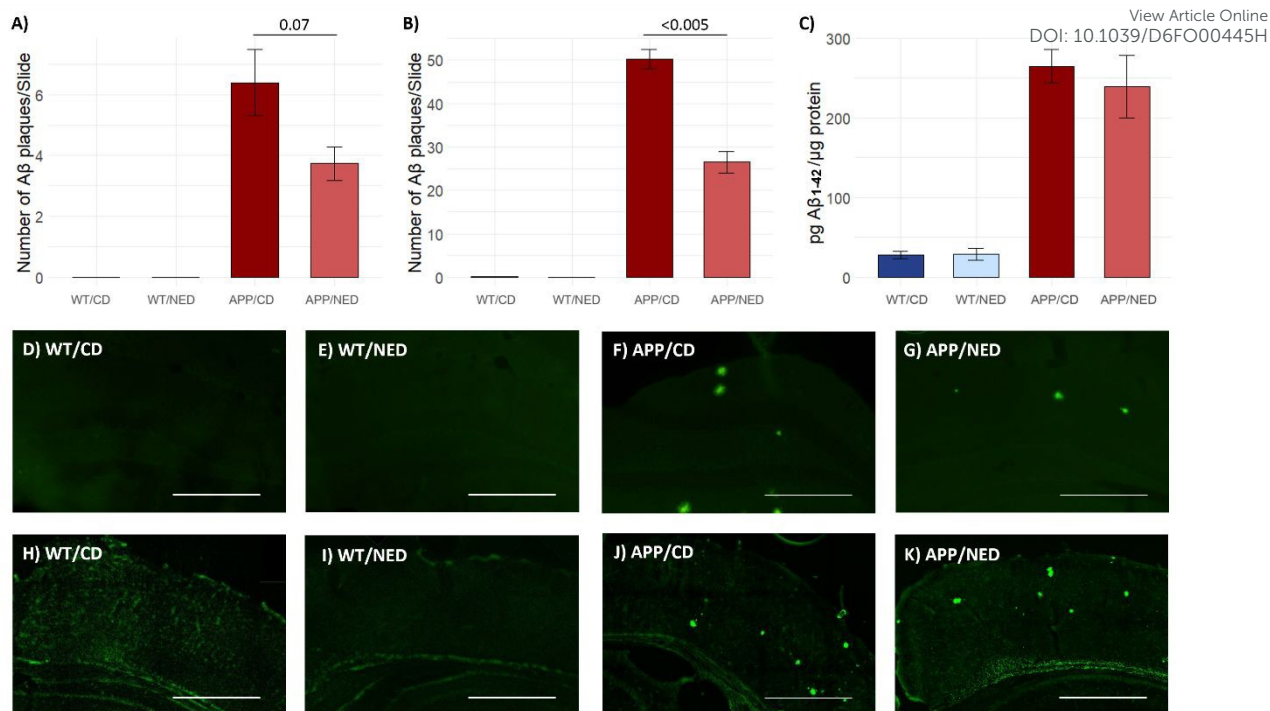 View Article Online
DOI: 10.1039/D6FO00445H
A)
0.07
Number of Aβ plaques/Slide
6
4
2
0
WT/CD WT/NED APP/CD APP/NED
B)
<0.005
Number of Aβ plaques/Slide
50
40
30
20
10
0
WT/CD WT/NED APP/CD APP/NED
C)
pg Aβ1-42/µg protein
300
200
100
0
WT/CD WT/NED APP/CD APP/NED
D) WT/CD
E) WT/NED
F) APP/CD
G) APP/NED
H) WT/CD
I) WT/NED
J) APP/CD
K) APP/NED